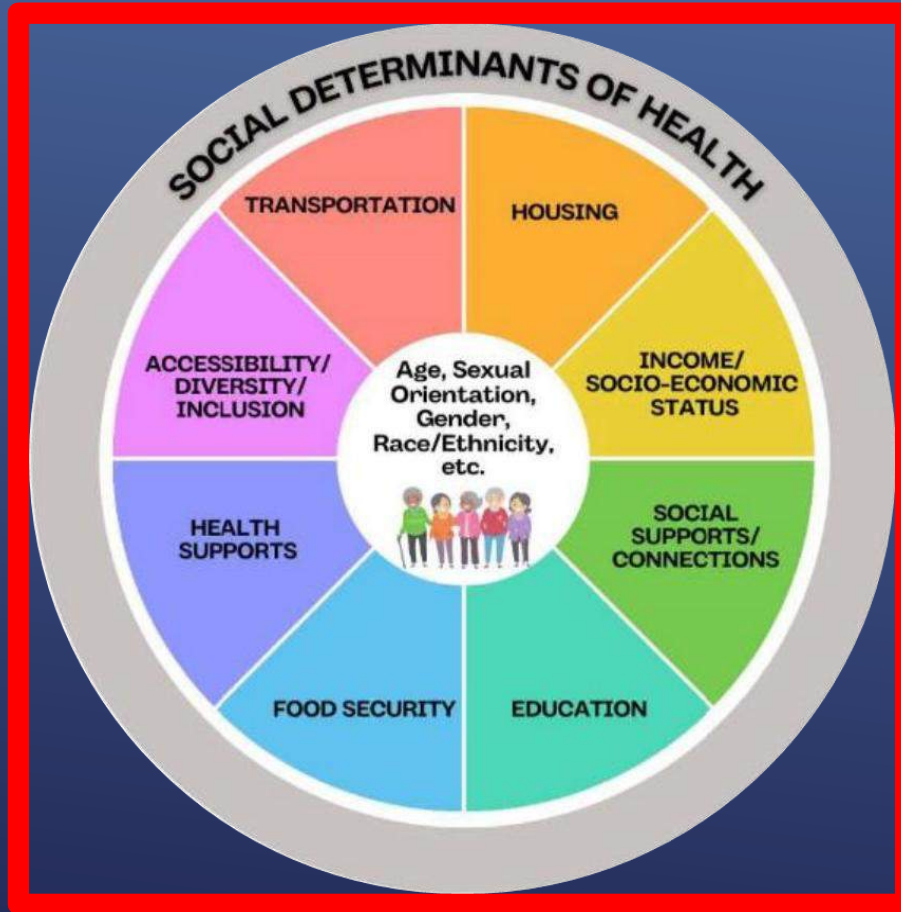 SOCIAL DETERMINANTS OF HEALTH
TRANSPORTATION
HOUSING
INCOME/
SOCIO-ECONOMIC
STATUS
SOCIAL
SUPPORTS/
CONNECTIONS
EDUCATION
FOOD SECURITY
HEALTH
SUPPORTS
ACCESSIBILITY/
DIVERSITY/
INCLUSION
Age, Sexual
Orientation,
Gender,
Race/Ethnicity,
etc.